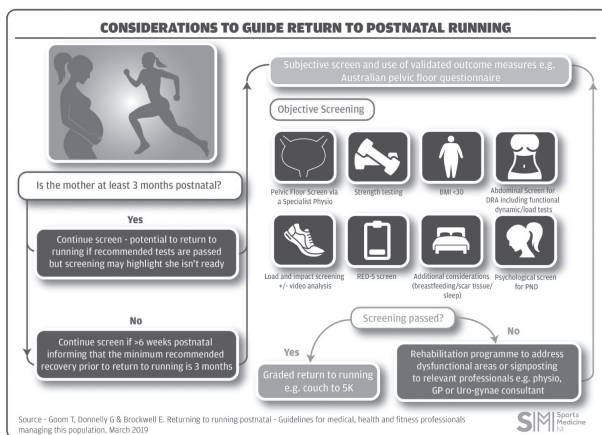 CONSIDERATIONS TO GUIDE RETURN TO POSTNATAL RUNNING
Is the mother at least 3 months postnatal?
Yes
Continue screen - potential to return to
running if recommended tests are passed
but screening may highlight she isn't ready
No
Continue screen if >6 weeks postnatal
informing that the minimum recommended
recovery prior to return to running is 3 months
Subjective screen and use of validated outcome measures e.g.
Australian pelvic floor questionnaire
Objective Screening
Pelvic Floor Screen via
a Specialist Physio
Strength testing
BMI <30
Abdominal Screen for
DRA including functional
dynamic/load tests
Load and impact screening
+/- video analysis
RED-S screen
Additional considerations
(breastfeeding/scar tissue/
sleep)
Psychological screen
for PND
Screening passed?
Yes
Graded return to running
e.g. couch to 5K
No
Rehabilitation programme to address
dysfunctional areas or signposting
to relevant professionals e.g. physio,
GP or Uro-gynae consultant
Source - Goom T, Donnelly G & Brockwell E. Returning to running postnatal - Guidelines for medical, health and fitness professionals
managing this population. March 2019
SMNI Sports
Medicine
NI